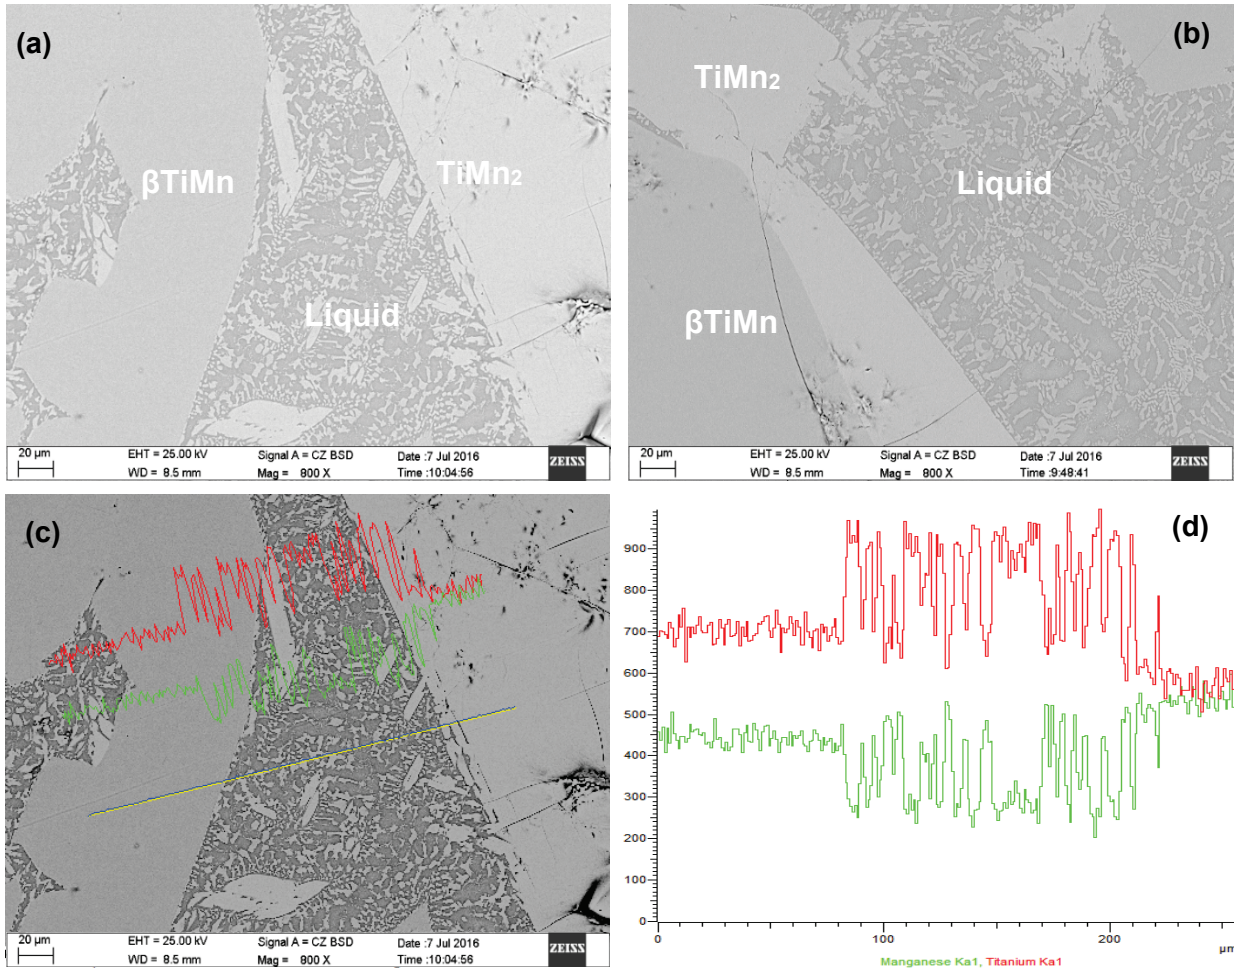 (a)
βTiMn
TiMn₂
Liquid
20 µm
EHT = 25.00 kV
Signal A = CZ BSD
Date :7 Jul 2016
WD = 8.5 mm
Mag = 800 X
Time :10:04:56
ZEISS
(b)
TiMn₂
Liquid
βTiMn
20 µm
EHT = 25.00 kV
Signal A = CZ BSD
Date :7 Jul 2016
WD = 8.5 mm
Mag = 800 X
Time :9:48:41
ZEISS
(c)
20 µm
EHT = 25.00 kV
Signal A = CZ BSD
Date :7 Jul 2016
WD = 8.5 mm
Mag = 800 X
Time :10:04:56
ZEISS
(d)
900
800
700
600
500
400
300
200
100
0
0
100
200
µm
Manganese Ka1, Titanium Ka1